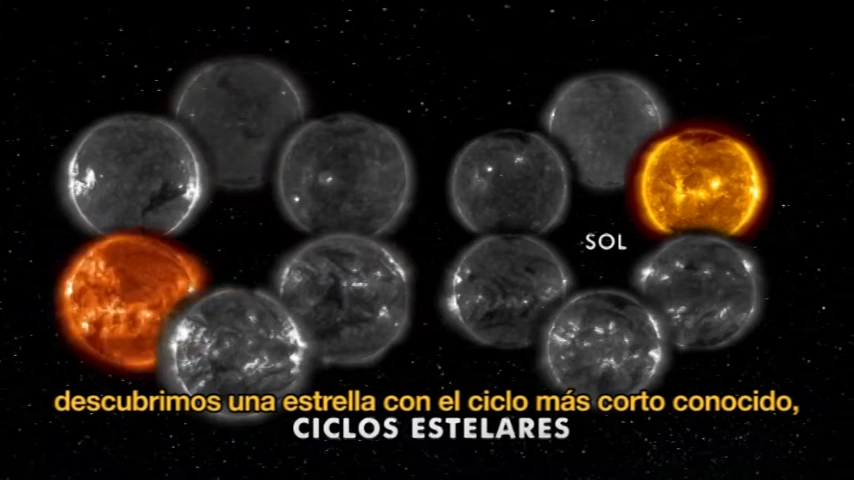 SOL
descubrimos una estrella con el ciclo más corto conocido,
CICLOS ESTELARES